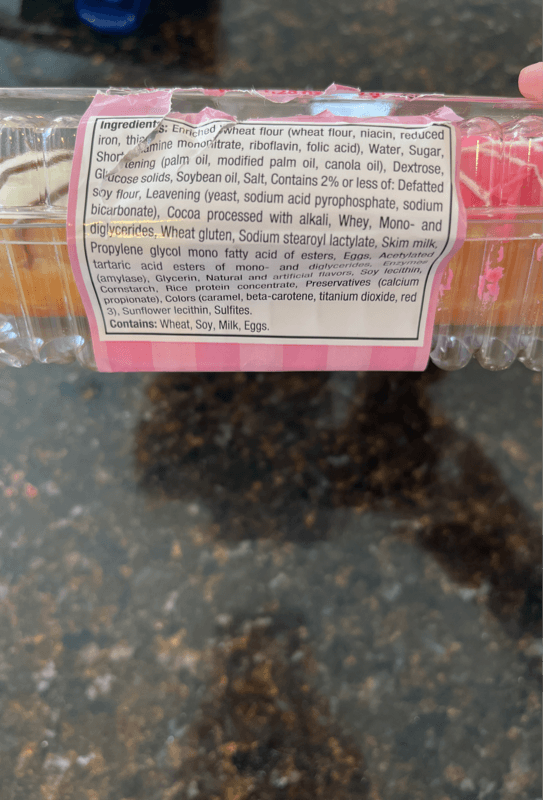 Ingredients: Enriched wheat flour (wheat flour, niacin, reduced
iron, thiamine mononitrate, riboflavin, folic acid), Water, Sugar,
Shortening (palm oil, modified palm oil, canola oil), Dextrose,
Glucose solids, Soybean oil, Salt, Contains 2% or less of: Defatted
soy flour, Leavening (yeast, sodium acid pyrophosphate, sodium
bicarbonate), Cocoa processed with alkali, Whey, Mono- and
diglycerides, Wheat gluten, Sodium stearoyl lactylate, Skim milk,
Propylene glycol mono fatty acid of esters, Eggs, Acetylated
tartaric acid esters of mono- and diglycerides, Enzymes
(amylase), Glycerin, Natural and artificial flavors, Soy lecithin,
Cornstarch, Rice protein concentrate, Preservatives (calcium
propionate), Colors (caramel, beta-carotene, titanium dioxide, red
3), Sunflower lecithin, Sulfites.
Contains: Wheat, Soy, Milk, Eggs.